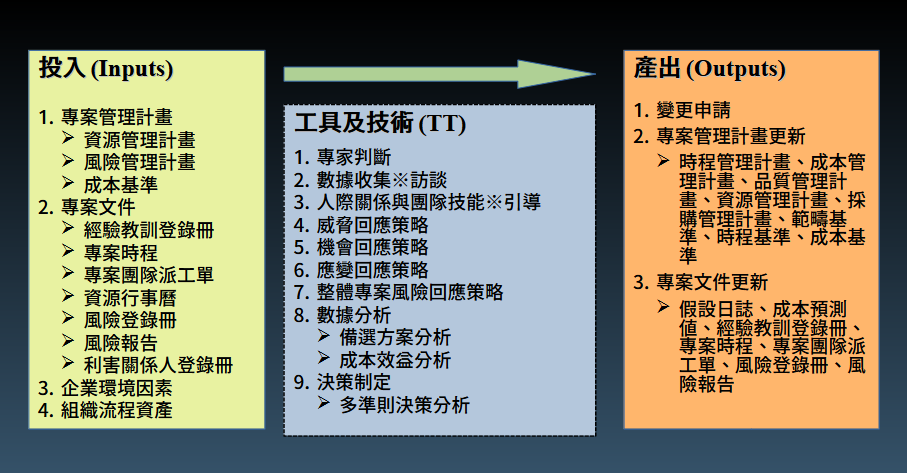 投入 (Inputs)
1. 專案管理計畫
➢ 資源管理計畫
➢ 風險管理計畫
➢ 成本基準
2. 專案文件
➢ 經驗教訓登錄冊
➢ 專案時程
➢ 專案團隊派工單
➢ 資源行事曆
➢ 風險登錄冊
➢ 風險報告
➢ 利害關係人登錄冊
3. 企業環境因素
4. 組織流程資產
工具及技術 (TT)
1. 專家判斷
2. 數據收集※訪談
3. 人際關係與團隊技能※引導
4. 威脅回應策略
5. 機會回應策略
6. 應變回應策略
7. 整體專案風險回應策略
8. 數據分析
➢ 備選方案分析
➢ 成本效益分析
9. 決策制定
➢ 多準則決策分析
產出 (Outputs)
1. 變更申請
2. 專案管理計畫更新
➢ 時程管理計畫、成本管
理計畫、品質管理計
畫、資源管理計畫、採
購管理計畫、範疇基
準、時程基準、成本基
準
3. 專案文件更新
➢ 假設日誌、成本預測
值、經驗教訓登錄冊、
專案時程、專案團隊派
工單、風險登錄冊、風
險報告